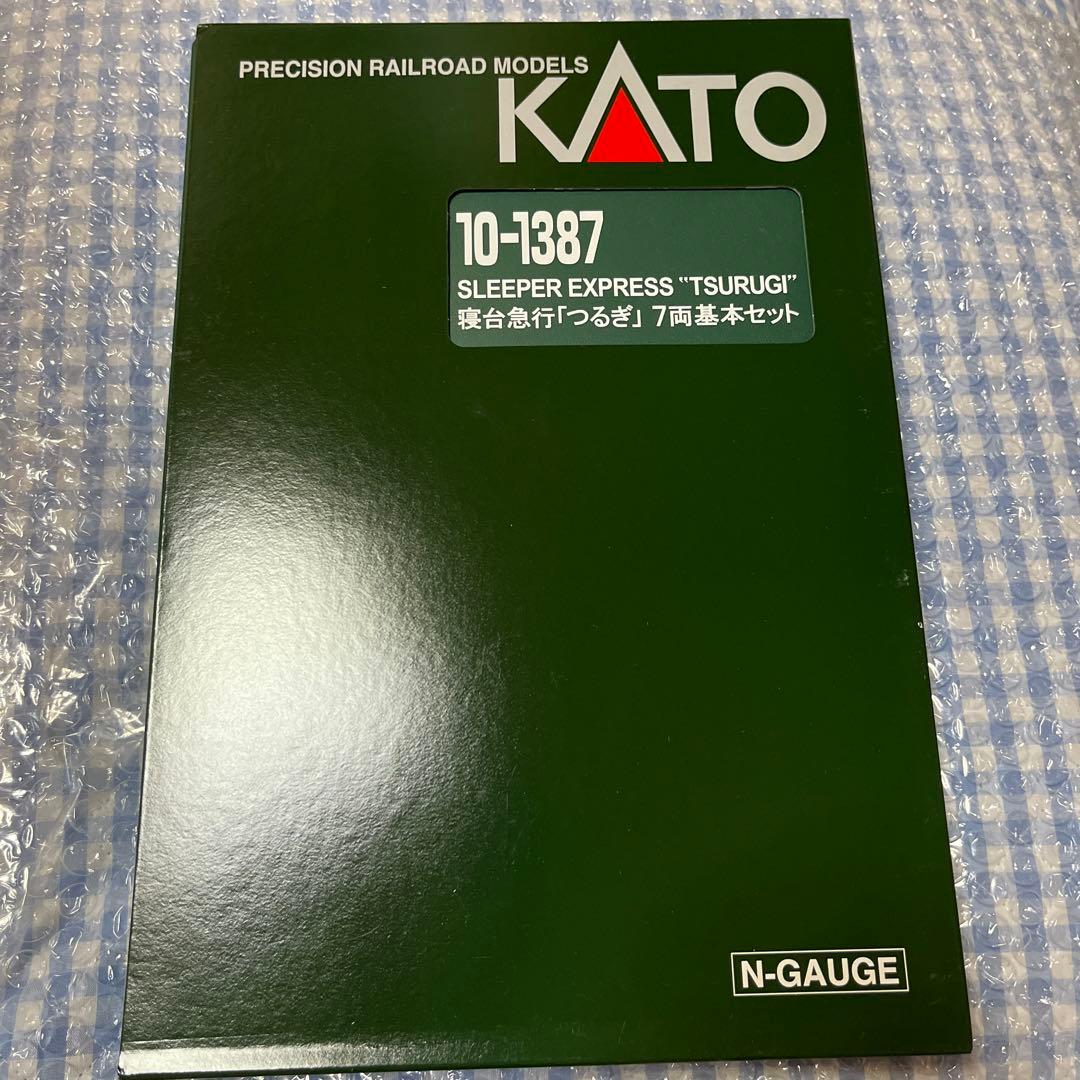 PRECISION RAILROAD MODELS
KATO
10-1387
SLEEPER EXPRESS "TSURUGI"
寝台急行「つるぎ」 7両基本セット
N-GAUGE